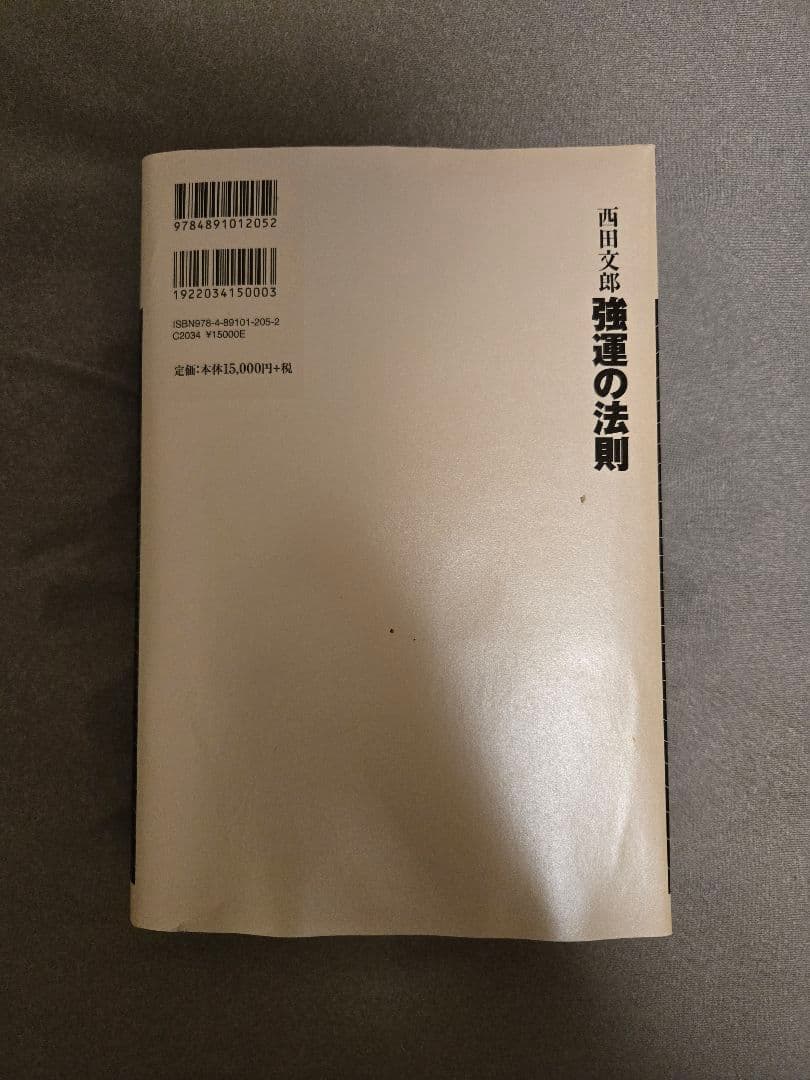 9784891012052
1922034150003
ISBN978-4-89101-205-2
C2034 ¥15000E
定価:本体15,000円+税
西田文郎
強運の法則